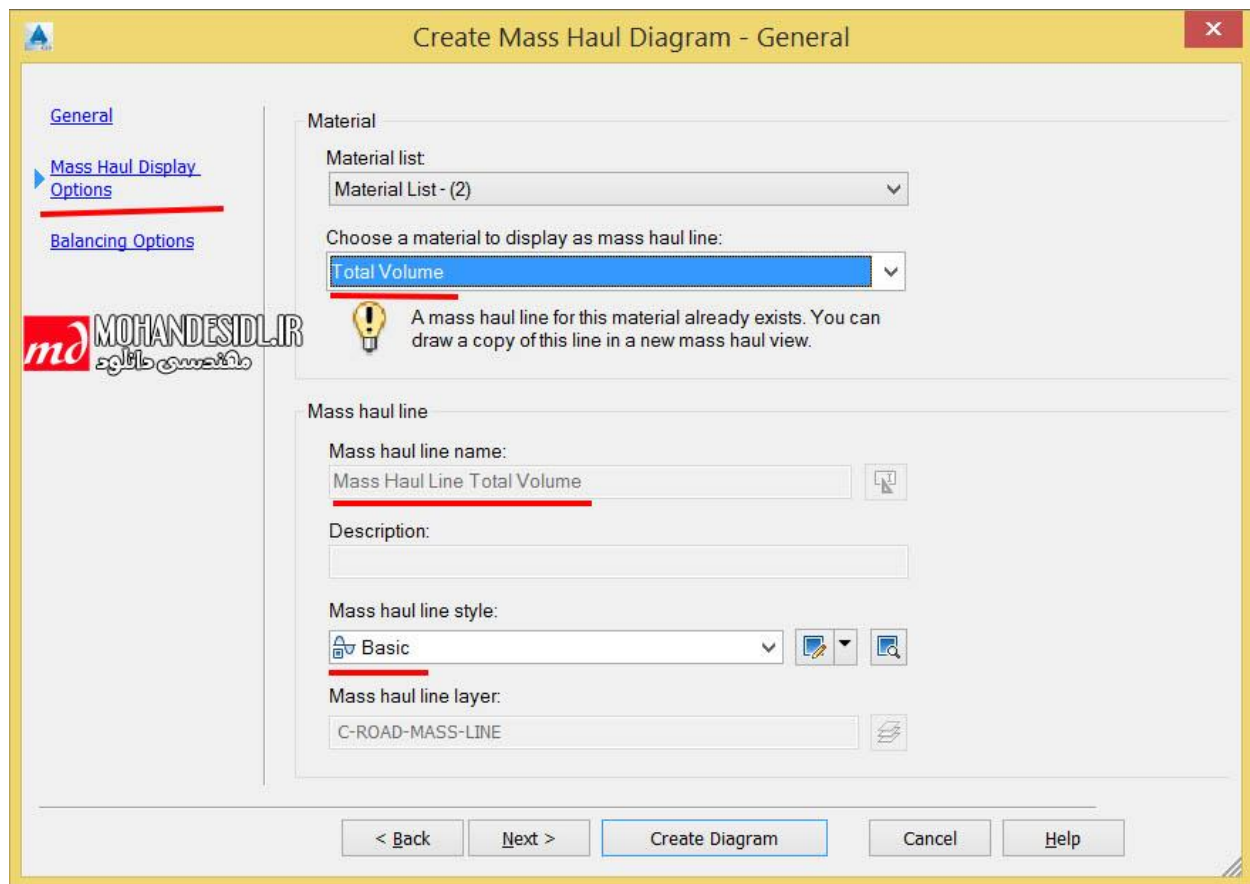 Create Mass Haul Diagram - General
General
Mass Haul Display
Options
Balancing Options
md MOHANDESIDL.IR
مهندسی دانلود
Material
Material list:
Material List - (2)
Choose a material to display as mass haul line:
Total Volume
A mass haul line for this material already exists. You can
draw a copy of this line in a new mass haul view.
Mass haul line
Mass haul line name:
Mass Haul Line Total Volume
Description:
Mass haul line style:
Basic
Mass haul line layer:
C-ROAD-MASS-LINE
< Back
Next >
Create Diagram
Cancel
Help